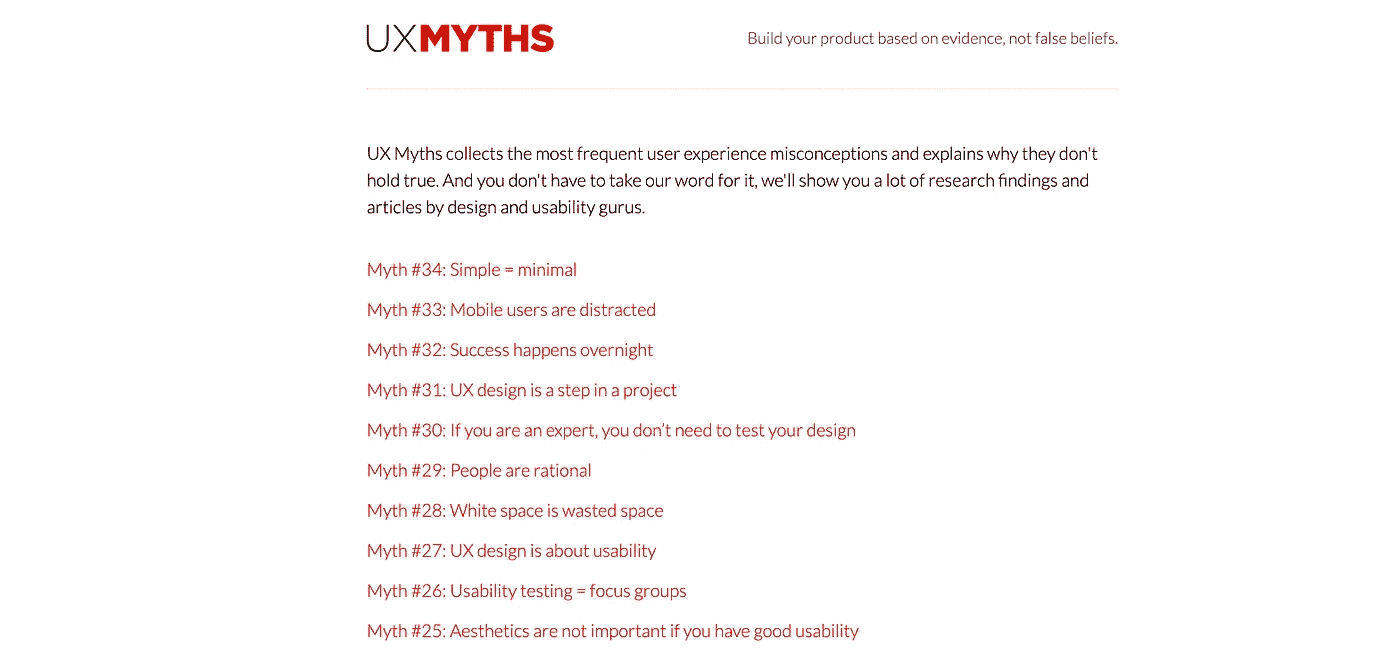 UXMYTHS
Build your product based on evidence, not false beliefs.
UX Myths collects the most frequent user experience misconceptions and explains why they don't
hold true. And you don't have to take our word for it, we'll show you a lot of research findings and
articles by design and usability gurus.
Myth #34: Simple = minimal
Myth #33: Mobile users are distracted
Myth #32: Success happens overnight
Myth #31: UX design is a step in a project
Myth #30: If you are an expert, you don’t need to test your design
Myth #29: People are rational
Myth #28: White space is wasted space
Myth #27: UX design is about usability
Myth #26: Usability testing = focus groups
Myth #25: Aesthetics are not important if you have good usability